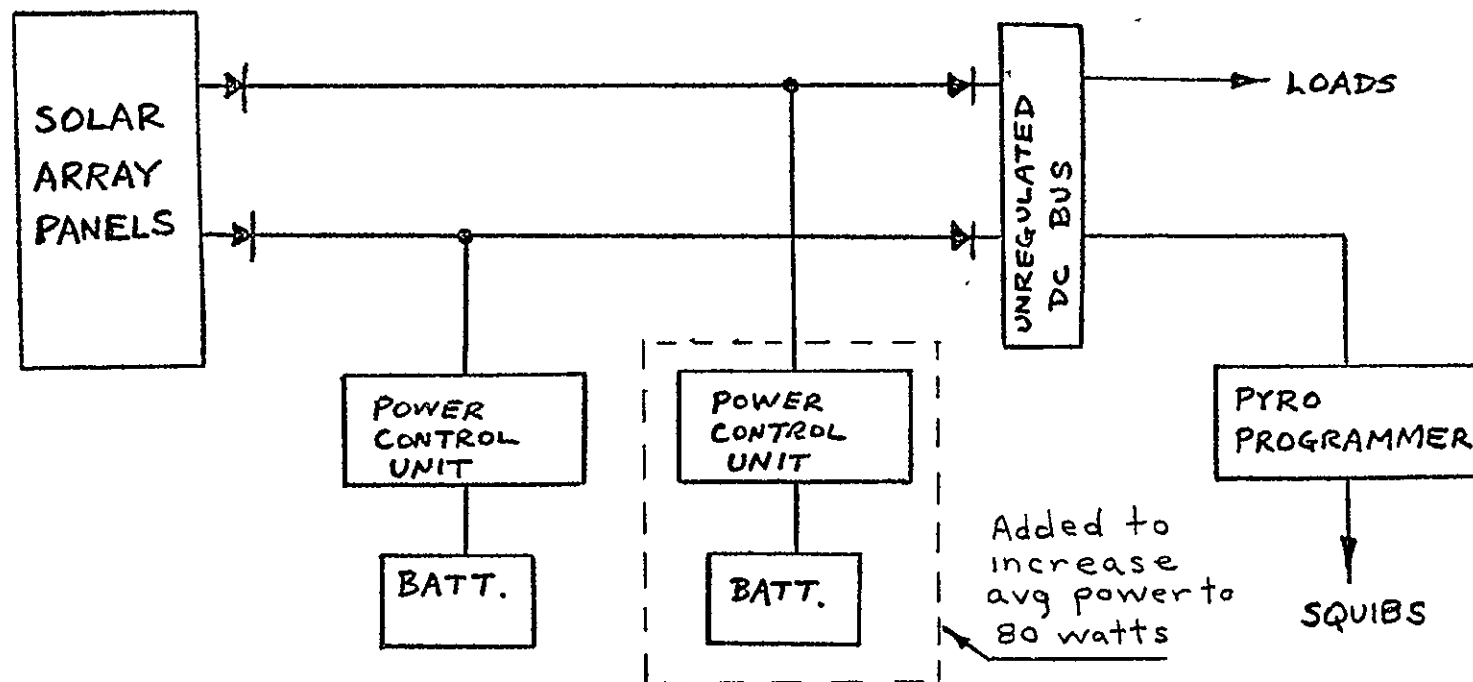 SOLAR
ARRAY
PANELS
LOADS
UNREGULATED
DC BUS
POWER
CONTROL
UNIT
BATT.
POWER
CONTROL
UNIT
BATT.
Added to
increase
avg power to
80 watts
PYRO
PROGRAMMER
SQUIBS